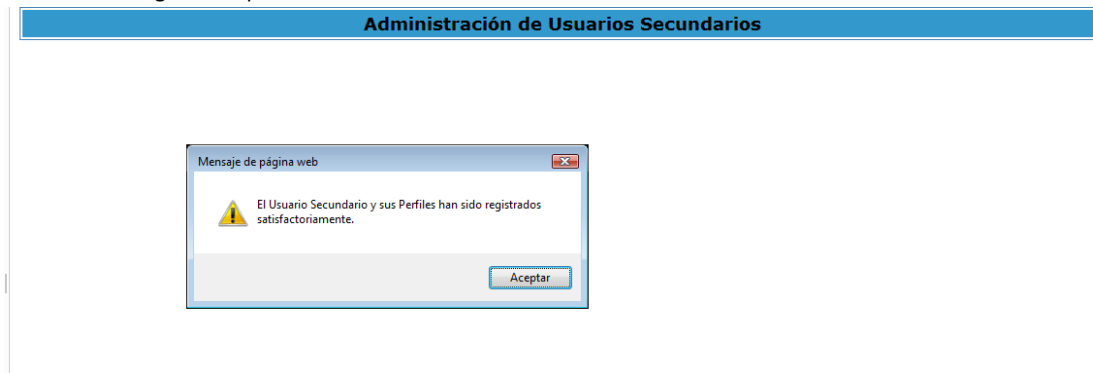 Administración de Usuarios Secundarios
Mensaje de página web
El Usuario Secundario y sus Perfiles han sido registrados
satisfactoriamente.
Aceptar